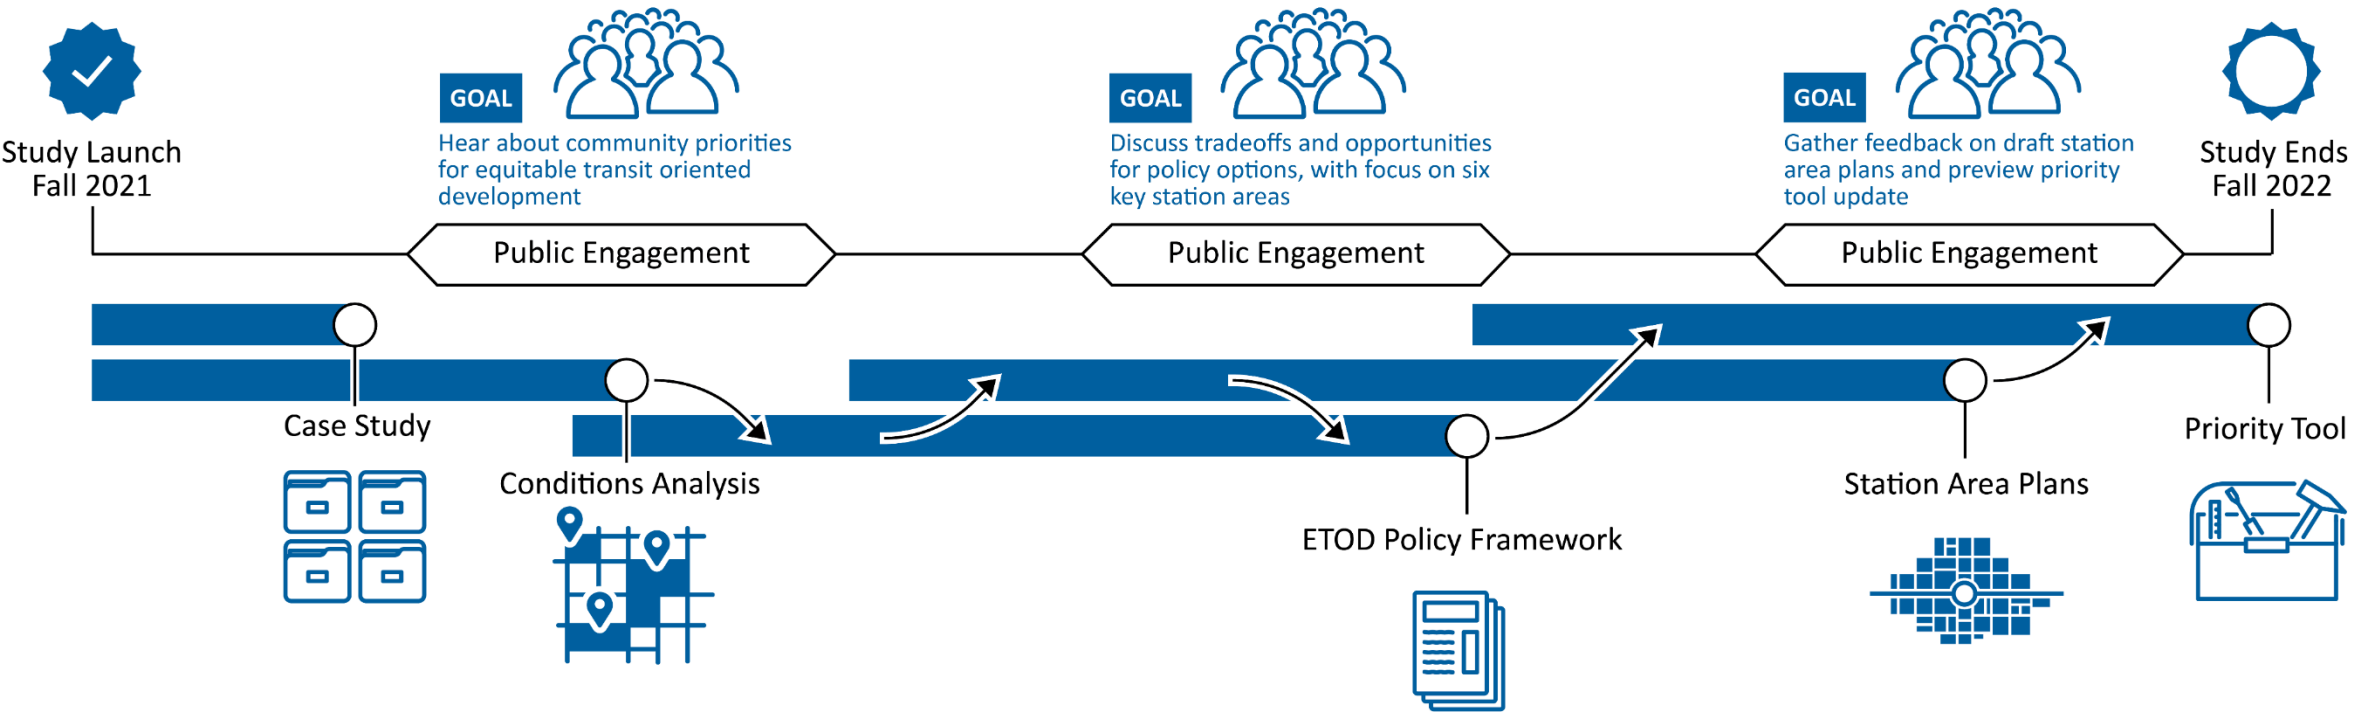 Study Launch
Fall 2021
GOAL
Hear about community priorities
for equitable transit oriented
development
GOAL
Discuss tradeoffs and opportunities
for policy options, with focus on six
key station areas
GOAL
Gather feedback on draft station
area plans and preview priority
tool update
Study Ends
Fall 2022
Public Engagement
Public Engagement
Public Engagement
Case Study
Conditions Analysis
ETOD Policy Framework
Station Area Plans
Priority Tool